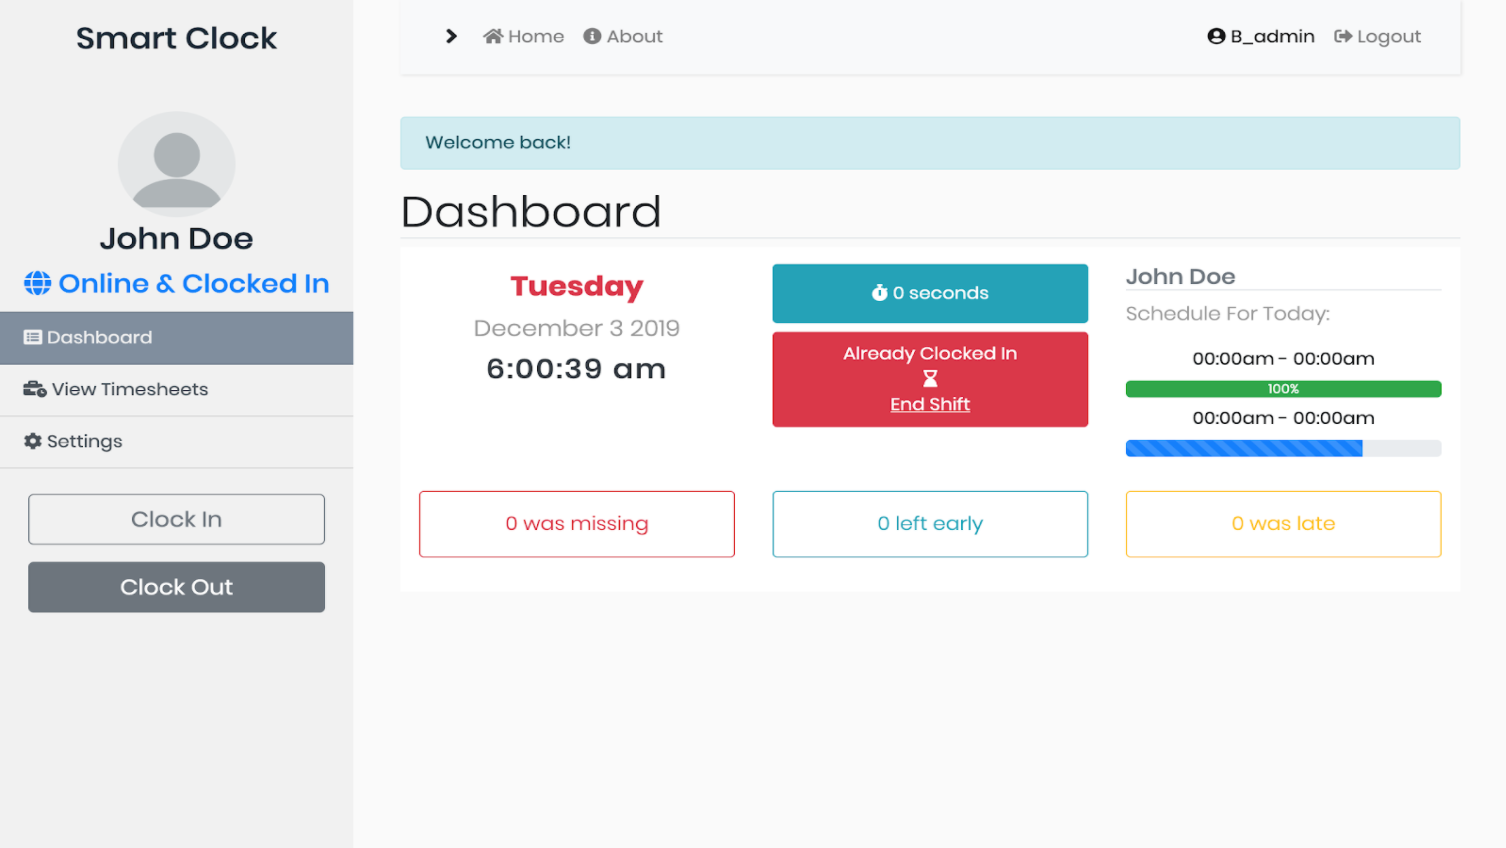 Smart Clock
John Doe
Online & Clocked In
Dashboard
View Timesheets
Settings
Clock In
Clock Out
Home About B_admin Logout
Welcome back!
Dashboard
Tuesday
December 3 2019
6:00:39 am
0 seconds
Already Clocked In
End Shift
John Doe
Schedule For Today:
00:00am - 00:00am
100%
00:00am - 00:00am
0 was missing
0 left early
0 was late